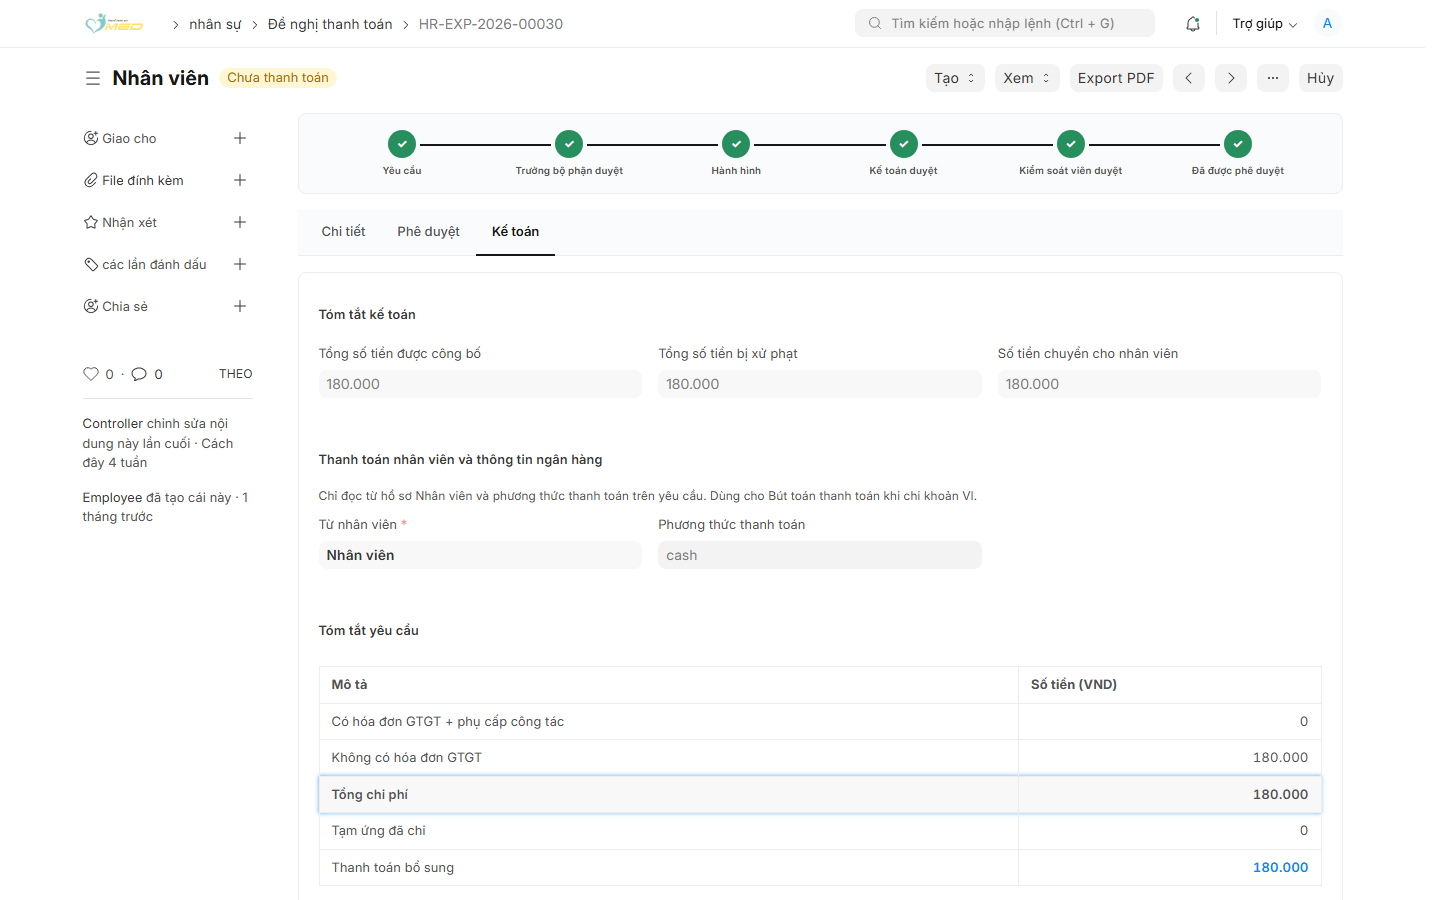 MED
nhân sự
Đề nghị thanh toán
HR-EXP-2026-00030
Tìm kiếm hoặc nhập lệnh (Ctrl + G)
Trợ giúp
A
Nhân viên
Chưa thanh toán
Tạo
Xem
Export PDF
Hủy
Giao cho
File đính kèm
Nhận xét
các lần đánh dấu
Chia sẻ
0 · 0
THEO
Controller chỉnh sửa nội
dung này lần cuối · Cách
đây 4 tuần
Employee đã tạo cái này · 1
tháng trước
Yêu cầu
Trưởng bộ phận duyệt
Hành hình
Kế toán duyệt
Kiểm soát viên duyệt
Đã được phê duyệt
Chi tiết
Phê duyệt
Kế toán
Tóm tắt kế toán
Tổng số tiền được công bố
Tổng số tiền bị xử phạt
Số tiền chuyển cho nhân viên
180.000
180.000
180.000
Thanh toán nhân viên và thông tin ngân hàng
Chỉ đọc từ hồ sơ Nhân viên và phương thức thanh toán trên yêu cầu. Dùng cho Bút toán thanh toán khi chi khoản VI.
Từ nhân viên *
Phương thức thanh toán
Nhân viên
cash
Tóm tắt yêu cầu
Mô tả
Số tiền (VND)
Có hóa đơn GTGT + phụ cấp công tác
0
Không có hóa đơn GTGT
180.000
Tổng chi phí
180.000
Tạm ứng đã chi
0
Thanh toán bổ sung
180.000